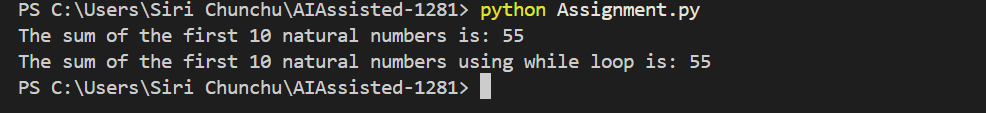 PS C:\Users\Siri Chunchu\AIAssisted-1281> python Assignment.py
The sum of the first 10 natural numbers is: 55
The sum of the first 10 natural numbers using while loop is: 55
PS C:\Users\Siri Chunchu\AIAssisted-1281>